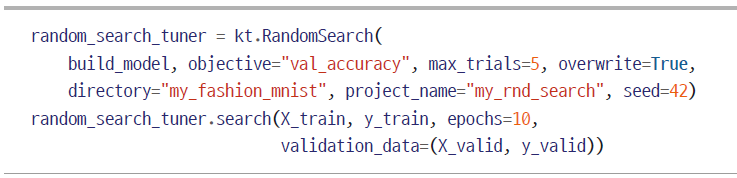 random_search_tuner = kt.RandomSearch(
    build_model, objective="val_accuracy", max_trials=5, overwrite=True,
    directory="my_fashion_mnist", project_name="my_rnd_search", seed=42)
random_search_tuner.search(X_train, y_train, epochs=10,
                           validation_data=(X_valid, y_valid))